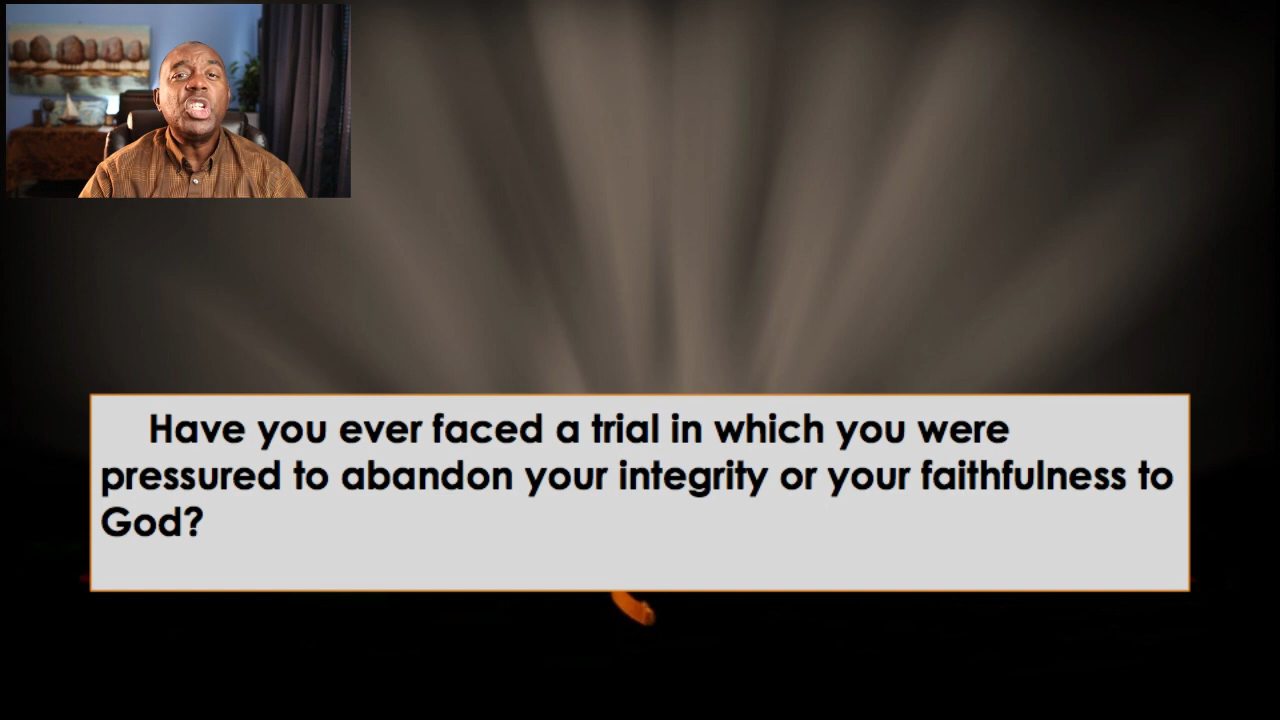 Have you ever faced a trial in which you were
pressured to abandon your integrity or your faithfulness to
God?